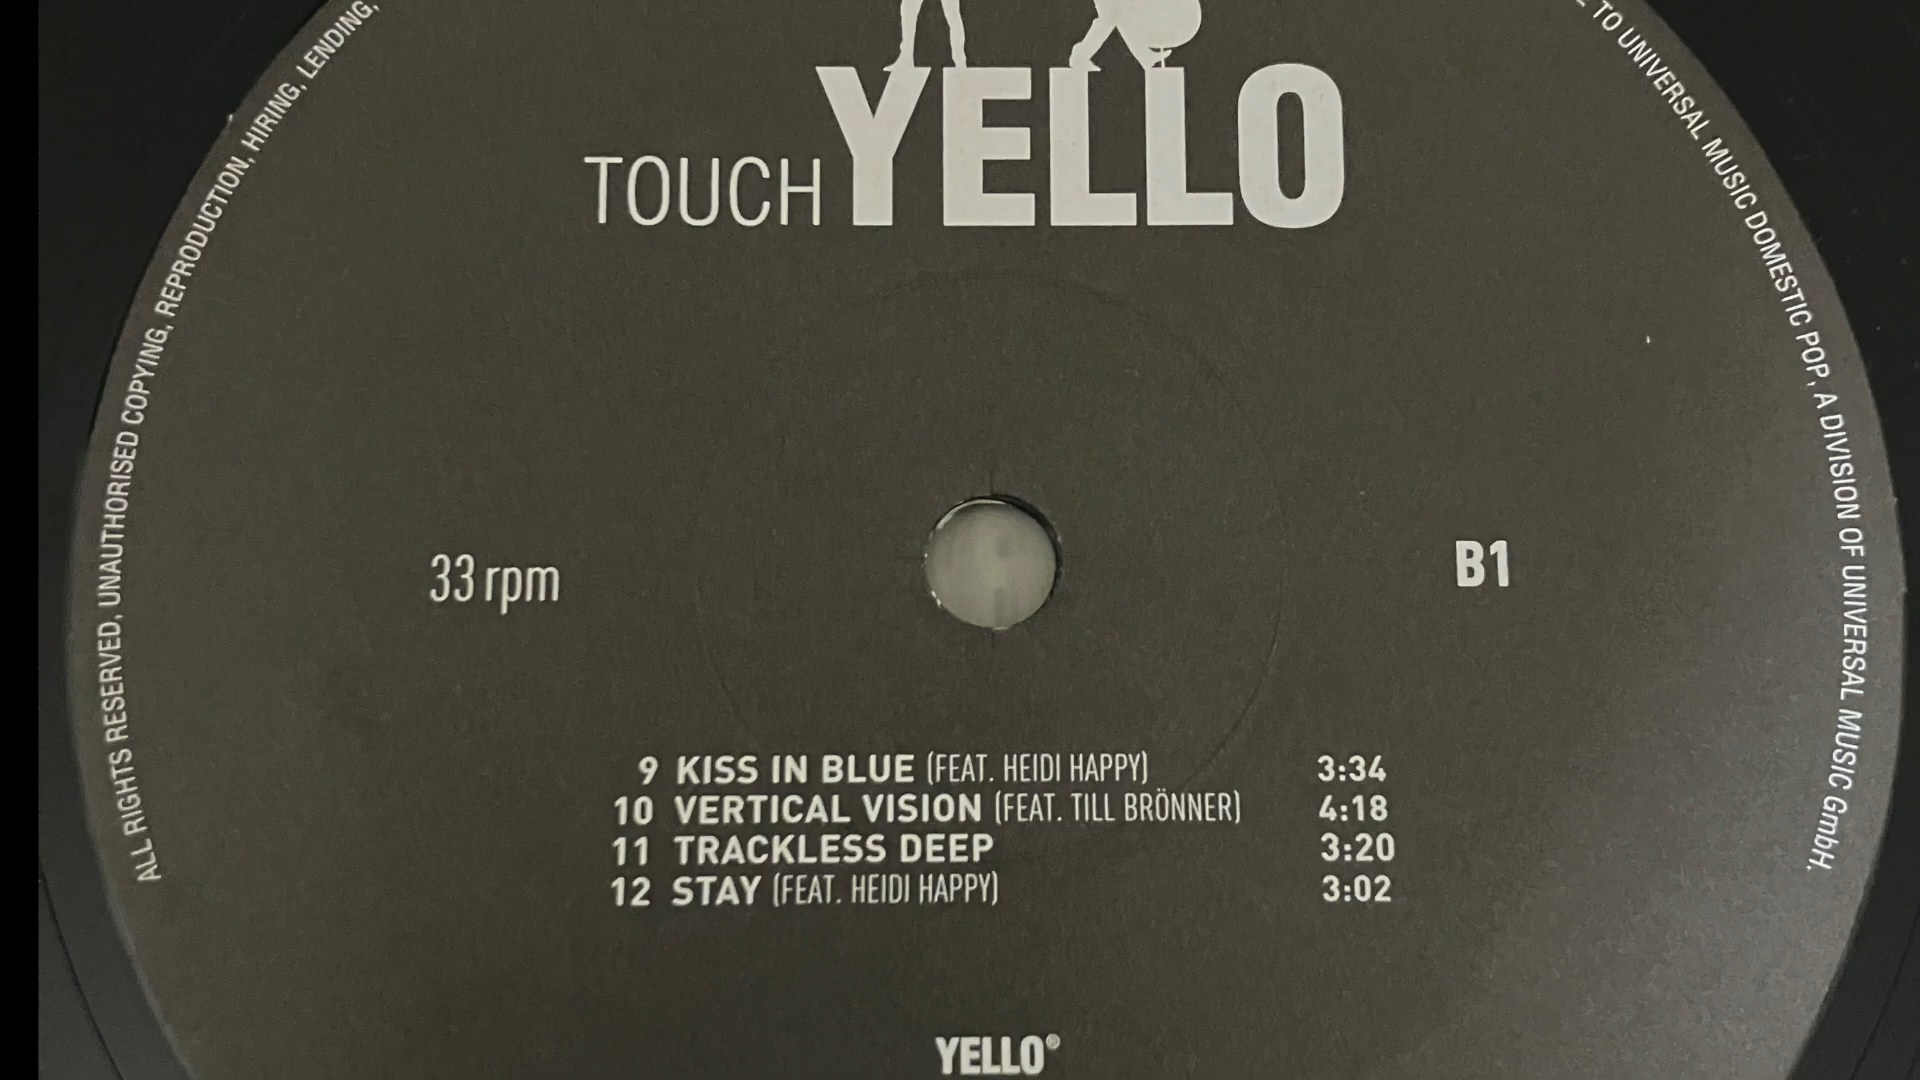 TOUCH YELLO
33 rpm
B1
9 KISS IN BLUE (FEAT. HEIDI HAPPY) 3:34
10 VERTICAL VISION (FEAT. TILL BRÖNNER) 4:18
11 TRACKLESS DEEP 3:20
12 STAY (FEAT. HEIDI HAPPY) 3:02
YELLO®
ALL RIGHTS RESERVED, UNAUTHORISED COPYING, REPRODUCTION, HIRING, LENDING,
TO UNIVERSAL MUSIC DOMESTIC POP, A DIVISION OF UNIVERSAL MUSIC GmbH.